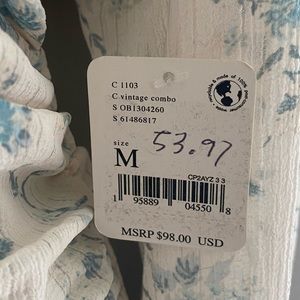 C 1103
C vintage combo
S OB1304260
S 61486817
size
M
53.97
CP2AYZ 3 3
1 95889 04550 8
MSRP $98.00 USD